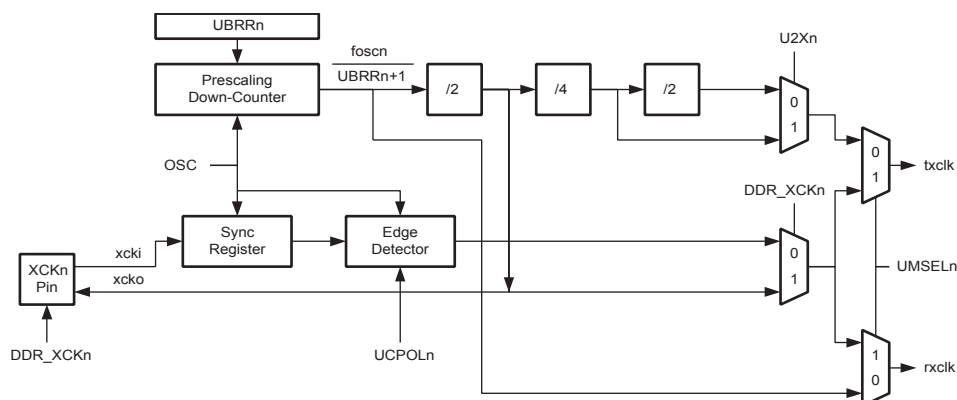 UBRRn
foscn
U2Xn
Prescaling
Down-Counter
UBRRn+1
/2
/4
/2
0
1
0
1
txclk
OSC
DDR_XCKn
Sync
Register
Edge
Detector
0
1
xcki
xcko
XCKn
Pin
UMSELn
DDR_XCKn
UCPOLn
1
0
rxclk